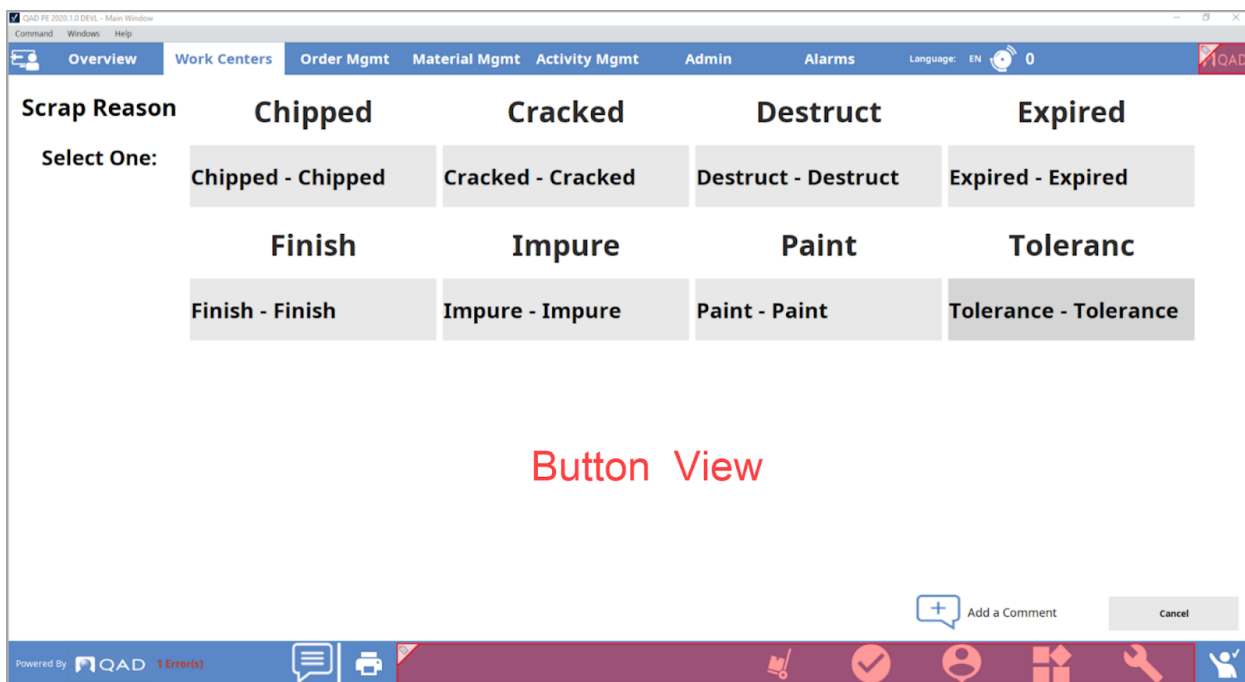 QAD PE 2020.1.0 DEVL - Main Window
Command Windows Help
Overview Work Centers Order Mgmt Material Mgmt Activity Mgmt Admin Alarms Language: EN 0 QAD
Scrap Reason Chipped Cracked Destruct Expired
Select One:
Chipped - Chipped Cracked - Cracked Destruct - Destruct Expired - Expired
Finish Impure Paint Toleranc
Finish - Finish Impure - Impure Paint - Paint Tolerance - Tolerance
Button View
Add a Comment Cancel
Powered By QAD 1 Error(s)